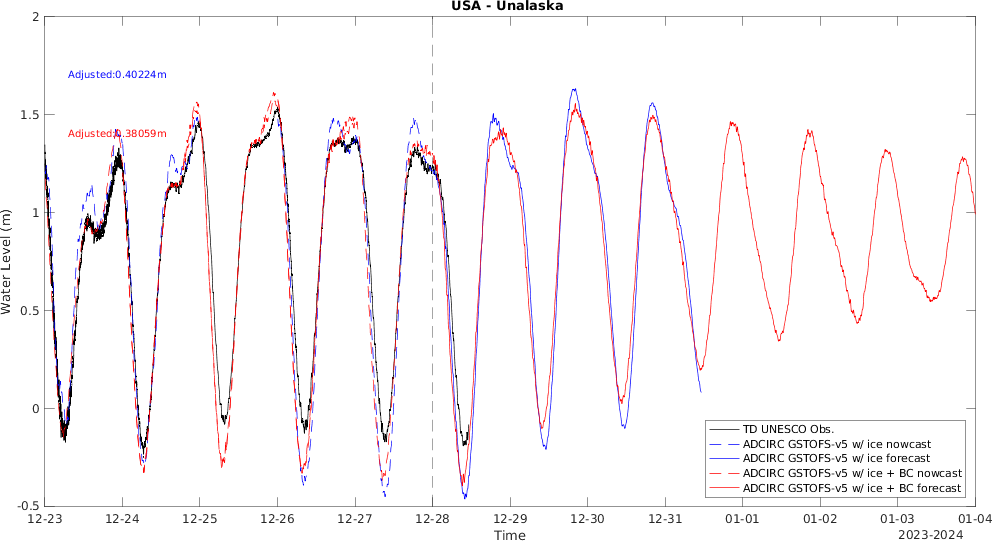 USA - Unalaska
2
1.5
1
0.5
0
-0.5
Water Level (m)
Adjusted:0.40224m
Adjusted:0.38059m
TD UNESCO Obs.
ADCIRC GSTOFS-v5 w/ ice nowcast
ADCIRC GSTOFS-v5 w/ ice forecast
ADCIRC GSTOFS-v5 w/ ice + BC nowcast
ADCIRC GSTOFS-v5 w/ ice + BC forecast
12-23 12-24 12-25 12-26 12-27 12-28 12-29 12-30 12-31 01-01 01-02 01-03 01-04
Time
2023-2024